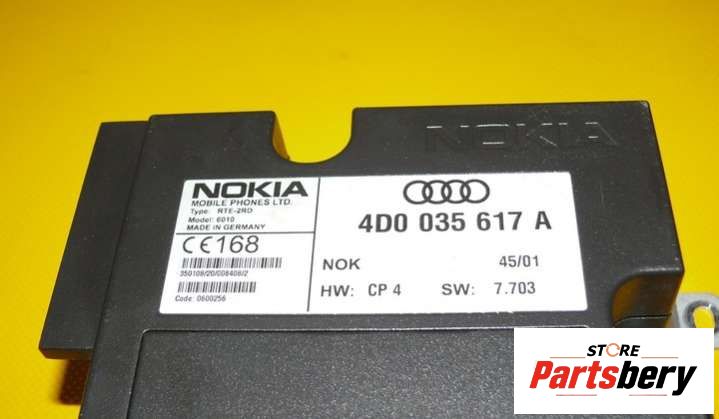 NOKIA
NOKIA
MOBILE PHONES LTD.
Type: RTE-2RD
Model: 6010
MADE IN GERMANY
CE168
350109/20/008408/2
Code: 0600256
4D0 035 617 A
NOK 45/01
HW: CP 4 SW: 7.703
STORE
Partsbery